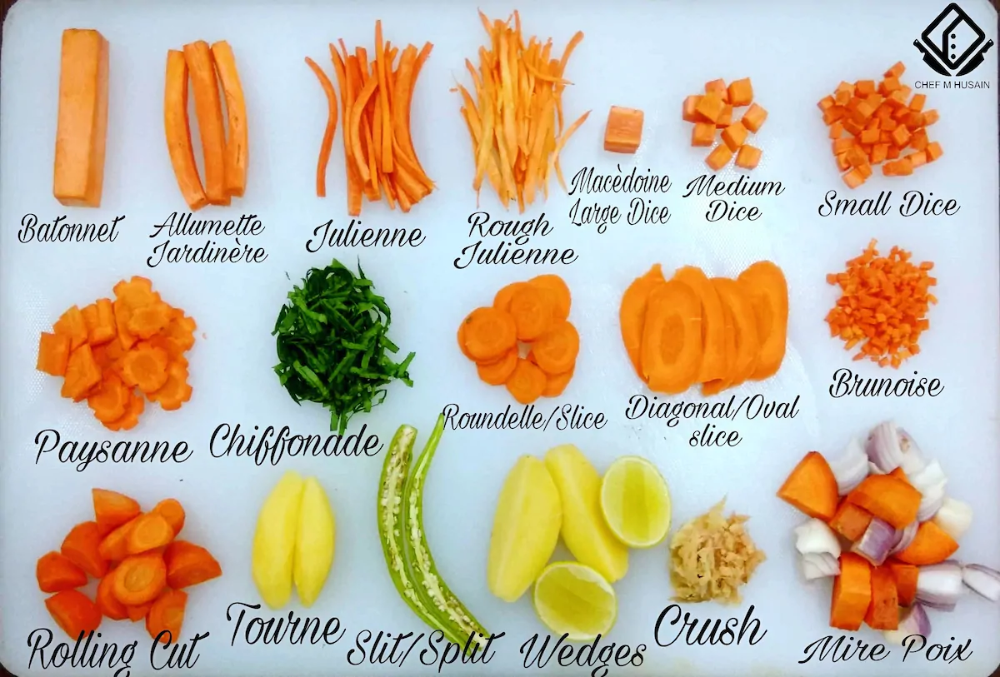 CHEF M HUSAIN
Batonnet
Allumette
Jardinère
Julienne
Rough
Julienne
Macèdoine
Large Dice
Medium
Dice
Small Dice
Paysanne
Chiffonade
Roundelle/Slice
Diagonal/Oval
slice
Brunoise
Rolling Cut
Tourne
Slit/Split
Wedges
Crush
Mire Poix